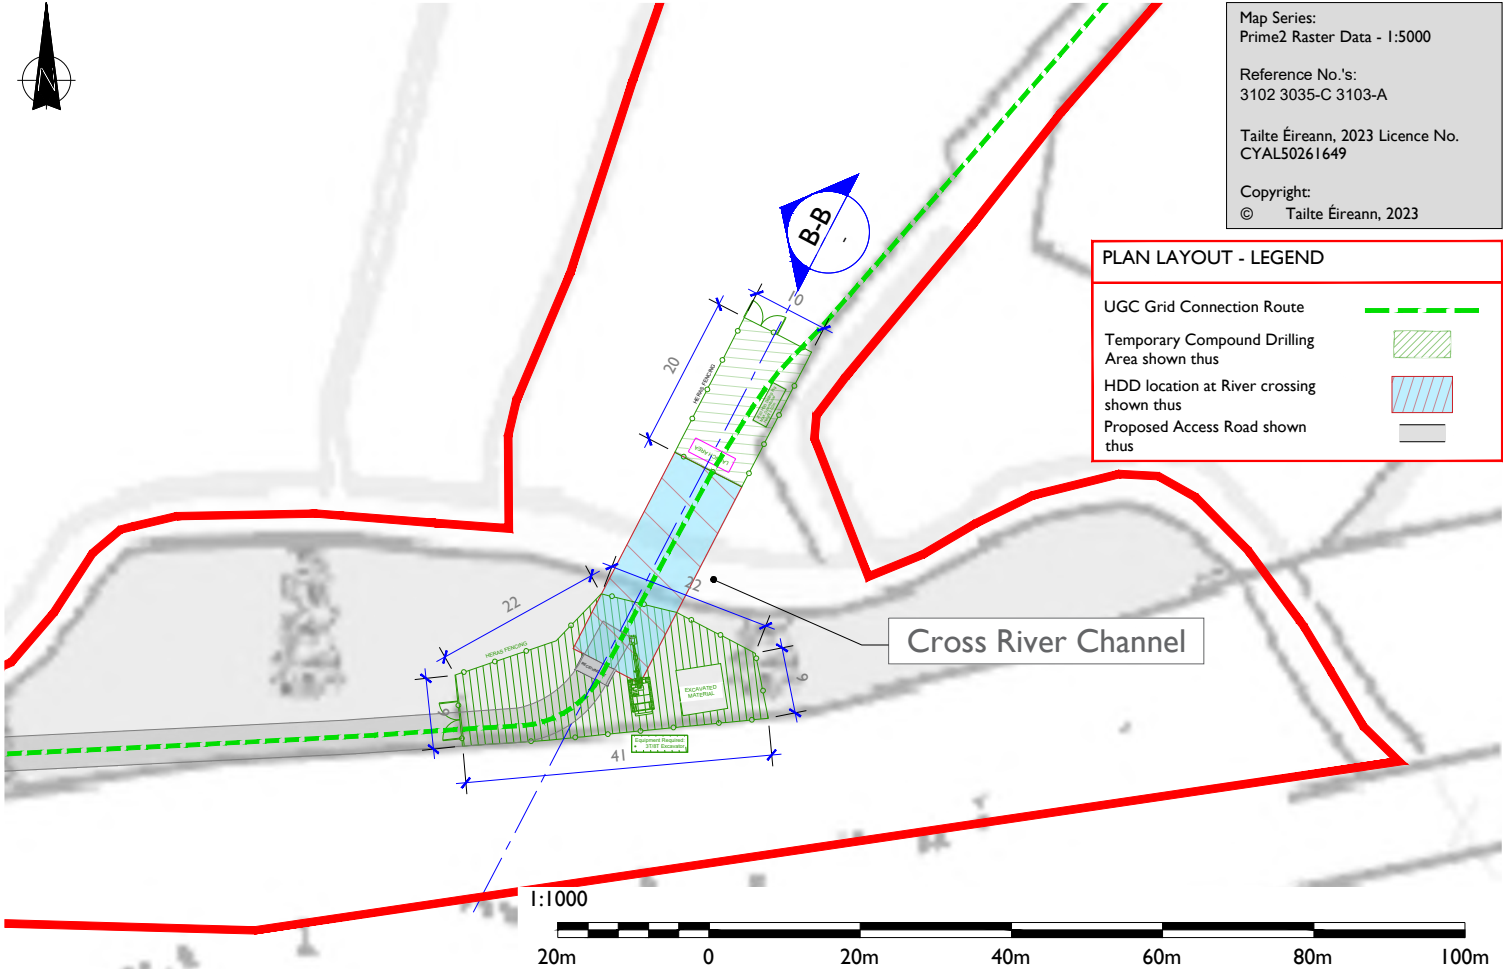 N
Map Series:
Prime2 Raster Data - 1:5000
Reference No.'s:
3102 3035-C 3103-A
Tailte Éireann, 2023 Licence No.
CYAL50261649
Copyright:
© Tailte Éireann, 2023
PLAN LAYOUT - LEGEND
UGC Grid Connection Route
Temporary Compound Drilling
Area shown thus
HDD location at River crossing
shown thus
Proposed Access Road shown
thus
B-B
-
10
20
HERAS FENCING
22
22
HERAS FENCING
Cross River Channel
9
EXCAVATED
MATERIAL
Equipment Required:
41
1:1000
20m 0 20m 40m 60m 80m 100m